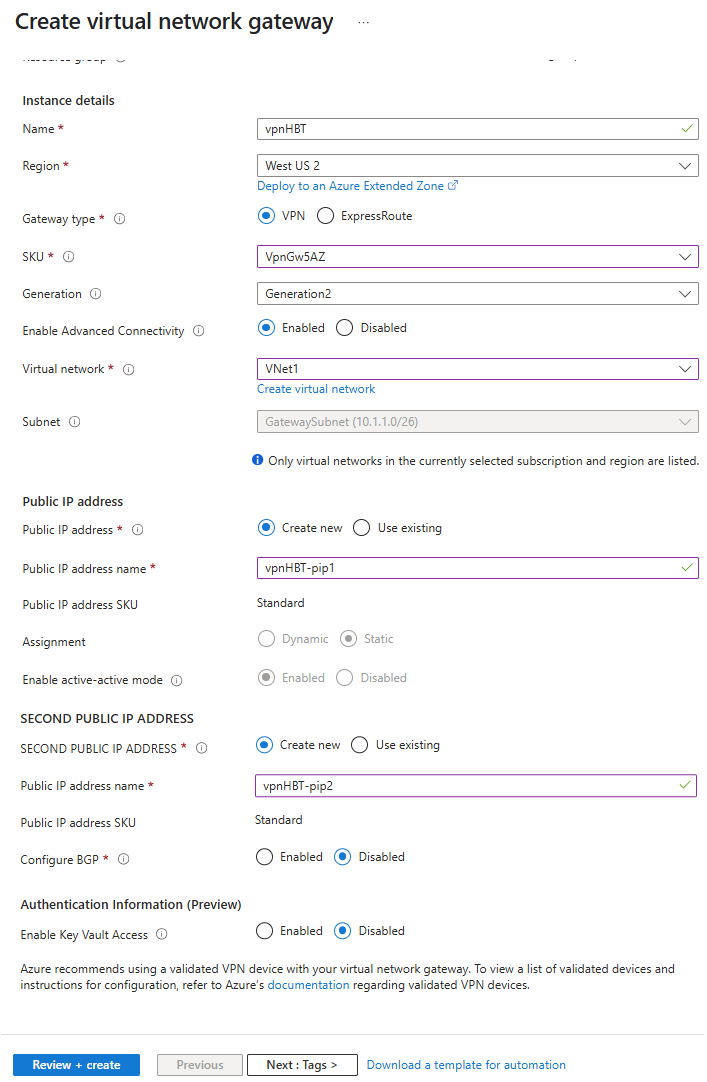 Create virtual network gateway ...
Instance details
Name *
vpnHBT
Region *
West US 2
Deploy to an Azure Extended Zone
Gateway type *
VPN ExpressRoute
SKU *
VpnGw5AZ
Generation
Generation2
Enable Advanced Connectivity
Enabled Disabled
Virtual network *
VNet1
Create virtual network
Subnet
GatewaySubnet (10.1.1.0/26)
Only virtual networks in the currently selected subscription and region are listed.
Public IP address
Public IP address *
Create new Use existing
Public IP address name *
vpnHBT-pip1
Public IP address SKU
Standard
Assignment
Dynamic Static
Enable active-active mode
Enabled Disabled
SECOND PUBLIC IP ADDRESS
SECOND PUBLIC IP ADDRESS *
Create new Use existing
Public IP address name *
vpnHBT-pip2
Public IP address SKU
Standard
Configure BGP *
Enabled Disabled
Authentication Information (Preview)
Enable Key Vault Access
Enabled Disabled
Azure recommends using a validated VPN device with your virtual network gateway. To view a list of validated devices and
instructions for configuration, refer to Azure's documentation regarding validated VPN devices.
Review + create
Previous
Next : Tags >
Download a template for automation